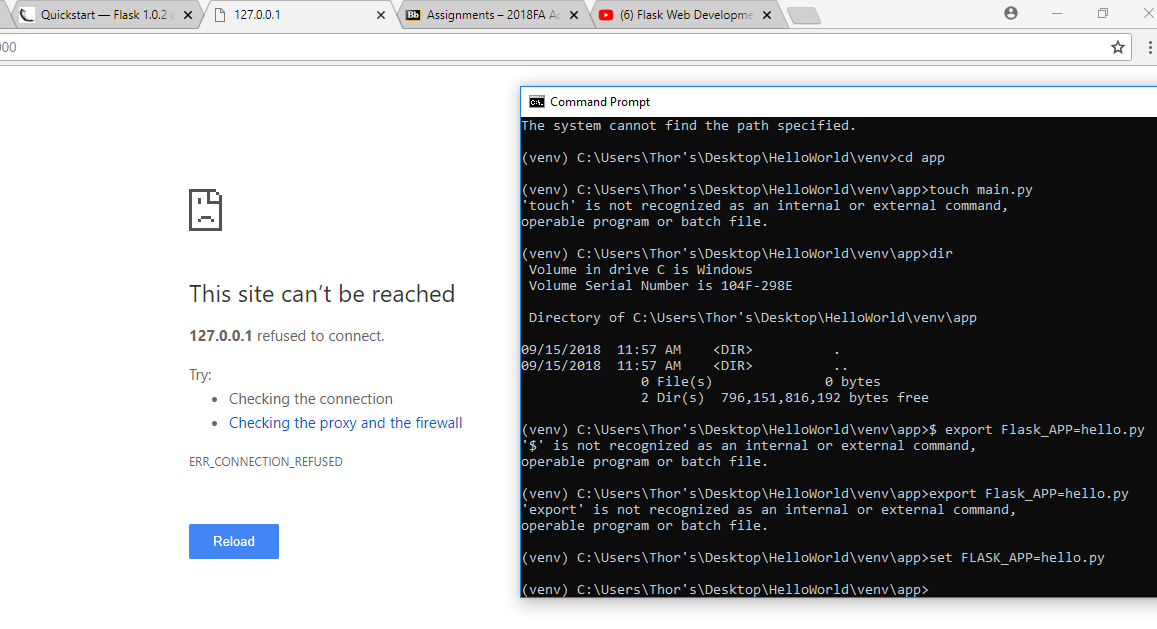 Quickstart — Flask 1.0.2
127.0.0.1
Bb Assignments – 2018FA
(6) Flask Web Developme
000
This site can't be reached
127.0.0.1 refused to connect.
Try:
• Checking the connection
• Checking the proxy and the firewall
ERR_CONNECTION_REFUSED
Reload
Command Prompt
The system cannot find the path specified.
(venv) C:\Users\Thor's\Desktop\HelloWorld\venv>cd app
(venv) C:\Users\Thor's\Desktop\HelloWorld\venv\app>touch main.py
'touch' is not recognized as an internal or external command,
operable program or batch file.
(venv) C:\Users\Thor's\Desktop\HelloWorld\venv\app>dir
Volume in drive C is Windows
Volume Serial Number is 104F-298E
Directory of C:\Users\Thor's\Desktop\HelloWorld\venv\app
09/15/2018 11:57 AM <DIR> .
09/15/2018 11:57 AM <DIR> ..
0 File(s) 0 bytes
2 Dir(s) 796,151,816,192 bytes free
(venv) C:\Users\Thor's\Desktop\HelloWorld\venv\app>$ export Flask_APP=hello.py
'$' is not recognized as an internal or external command,
operable program or batch file.
(venv) C:\Users\Thor's\Desktop\HelloWorld\venv\app>export Flask_APP=hello.py
'export' is not recognized as an internal or external command,
operable program or batch file.
(venv) C:\Users\Thor's\Desktop\HelloWorld\venv\app>set FLASK_APP=hello.py
(venv) C:\Users\Thor's\Desktop\HelloWorld\venv\app>